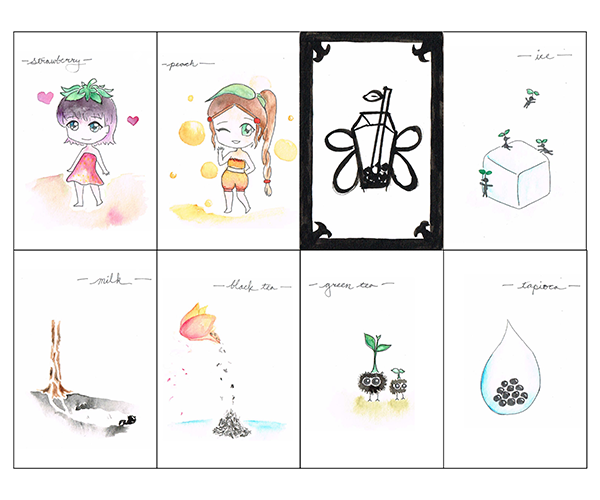 strawberry
peach
ice
milk
black tea
green tea
tapioca